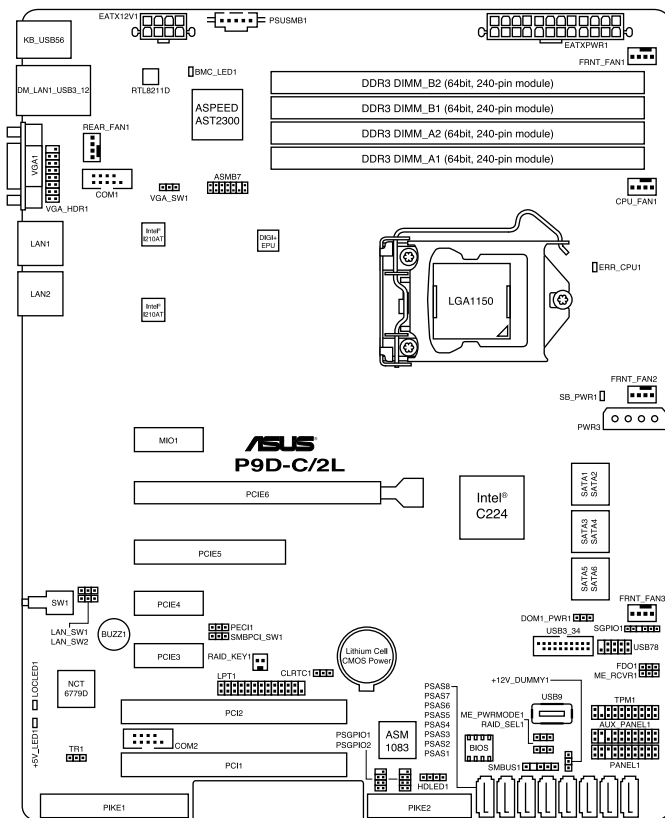 EATX12V1
PSUSMB1
KB_USB56
EATXPWR1
FRNT_FAN1
BMC_LED1
RTL8211D
DM_LAN1_USB3_12
ASPEED
AST2300
DDR3 DIMM_B2 (64bit, 240-pin module)
DDR3 DIMM_B1 (64bit, 240-pin module)
DDR3 DIMM_A2 (64bit, 240-pin module)
DDR3 DIMM_A1 (64bit, 240-pin module)
REAR_FAN1
VGA1
COM1
VGA_HDR1
VGA_SW1
ASMB7
CPU_FAN1
LAN1
Intel®
I210AT
DIGI+
EPU
LGA1150
ERR_CPU1
LAN2
Intel®
I210AT
FRNT_FAN2
SB_PWR1
PWR3
MIO1
ASUS®
P9D-C/2L
PCIE6
Intel®
C224
SATA1
SATA2
SATA3
SATA4
SATA5
SATA6
PCIE5
SW1
PCIE4
LAN_SW1
LAN_SW2
BUZZ1
PECI1
SMBPCI_SW1
FRNT_FAN3
DOM1_PWR1
SGPIO1
USB3_34
USB78
Lithium Cell
CMOS Power
PCIE3
RAID_KEY1
CLRTC1
LPT1
LOCLED1
NCT
6779D
+5V_LED1
PCI2
PSAS8
PSAS7
PSAS6
PSAS5
PSAS4
PSAS3
PSAS2
PSAS1
+12V_DUMMY1
FDO1
ME_RCVR1
USB9
ME_PWRMODE1
RAID_SEL1
TPM1
AUX_PANEL1
PANEL1
BIOS
SMBUS1
TR1
COM2
PSGPIO1
PSGPIO2
ASM
1083
HDLED1
PCI1
PIKE1
PIKE2